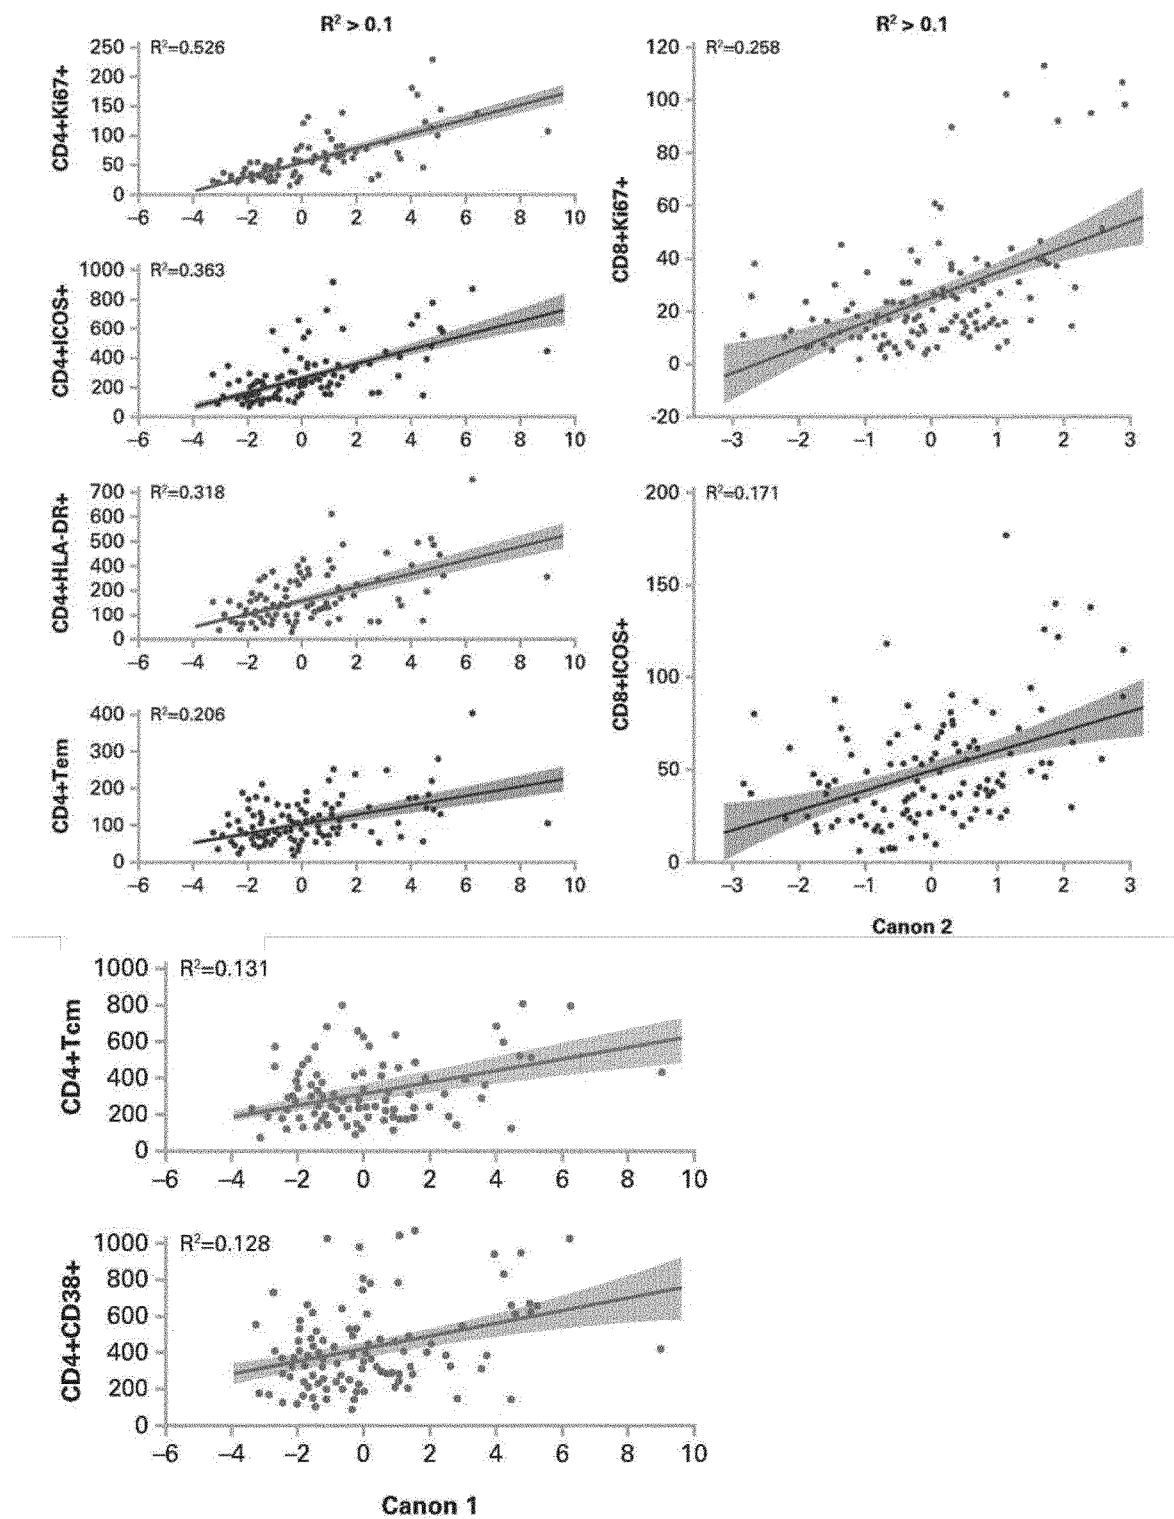 R² > 0.1
R²=0.526
CD4+Ki67+
250
200
150
100
50
0
–6 –4 –2 0 2 4 6 8 10
R²=0.363
CD4+ICOS+
1000
800
600
400
200
0
–6 –4 –2 0 2 4 6 8 10
R²=0.318
CD4+HLA-DR+
700
600
500
400
300
200
100
0
–6 –4 –2 0 2 4 6 8 10
R²=0.206
CD4+Tem
400
300
200
100
0
–6 –4 –2 0 2 4 6 8 10
R² > 0.1
R²=0.258
CD8+Ki67+
120
100
80
60
40
20
0
-20
–3 –2 –1 0 1 2 3
R²=0.171
CD8+ICOS+
200
150
100
50
0
–3 –2 –1 0 1 2 3
Canon 2
R²=0.131
CD4+Tcm
1000
800
600
400
200
0
–6 –4 –2 0 2 4 6 8 10
R²=0.128
CD4+CD38+
1000
800
600
400
200
0
–6 –4 –2 0 2 4 6 8 10
Canon 1